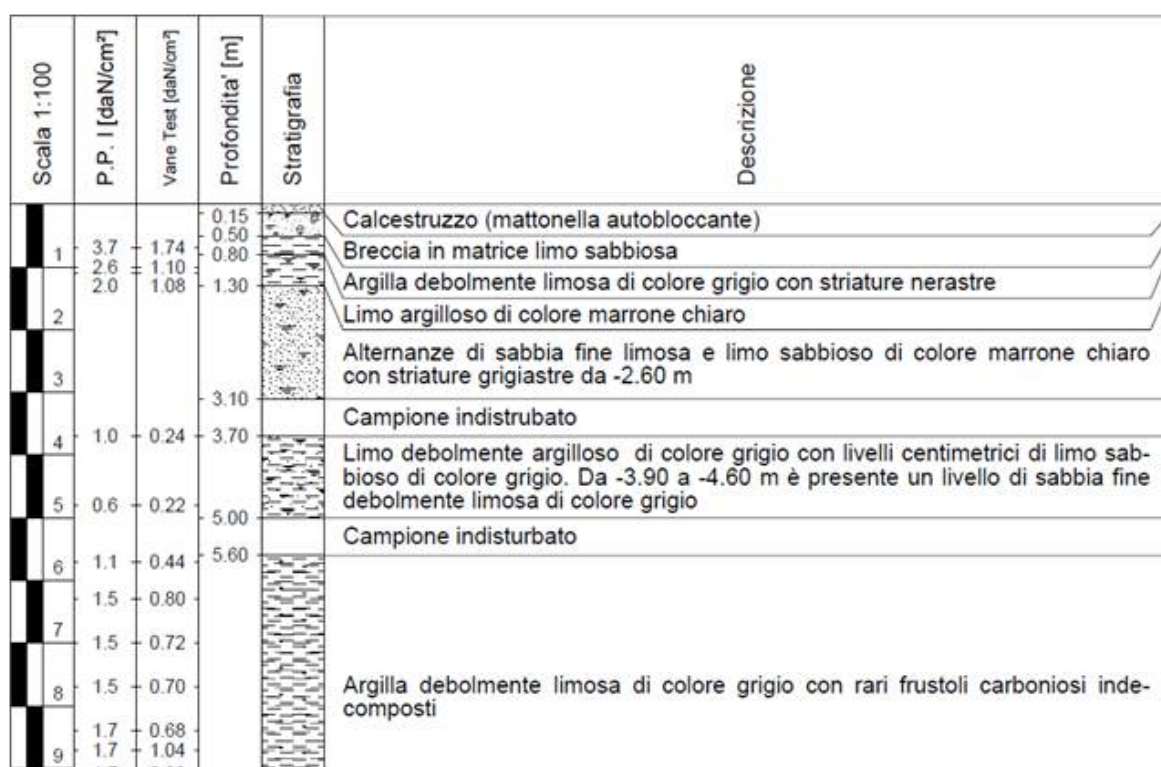 Scala 1:100
P.P. I [daN/cm²]
Vane Test [daN/cm²]
Profondita' [m]
Stratigrafia
Descrizione
0.15 Calcestruzzo (mattonella autobloccante)
0.50
1 3.7 1.74 0.80 Breccia in matrice limo sabbiosa
2.6 1.10
2.0 1.08 1.30 Argilla debolmente limosa di colore grigio con striature nerastre
2 Limo argilloso di colore marrone chiaro
Alternanze di sabbia fine limosa e limo sabbioso di colore marrone chiaro
3 con striature grigiastre da -2.60 m
3.10
Campione indistrubato
4 1.0 0.24 3.70
Limo debolmente argilloso di colore grigio con livelli centimetrici di limo sab-
bioso di colore grigio. Da -3.90 a -4.60 m è presente un livello di sabbia fine
5 0.6 0.22 debolmente limosa di colore grigio
5.00
Campione indisturbato
5.60
6 1.1 0.44
1.5 0.80
7
1.5 0.72
8 1.5 0.70 Argilla debolmente limosa di colore grigio con rari frustoli carboniosi inde-
composti
1.7 0.68
9 1.7 1.04